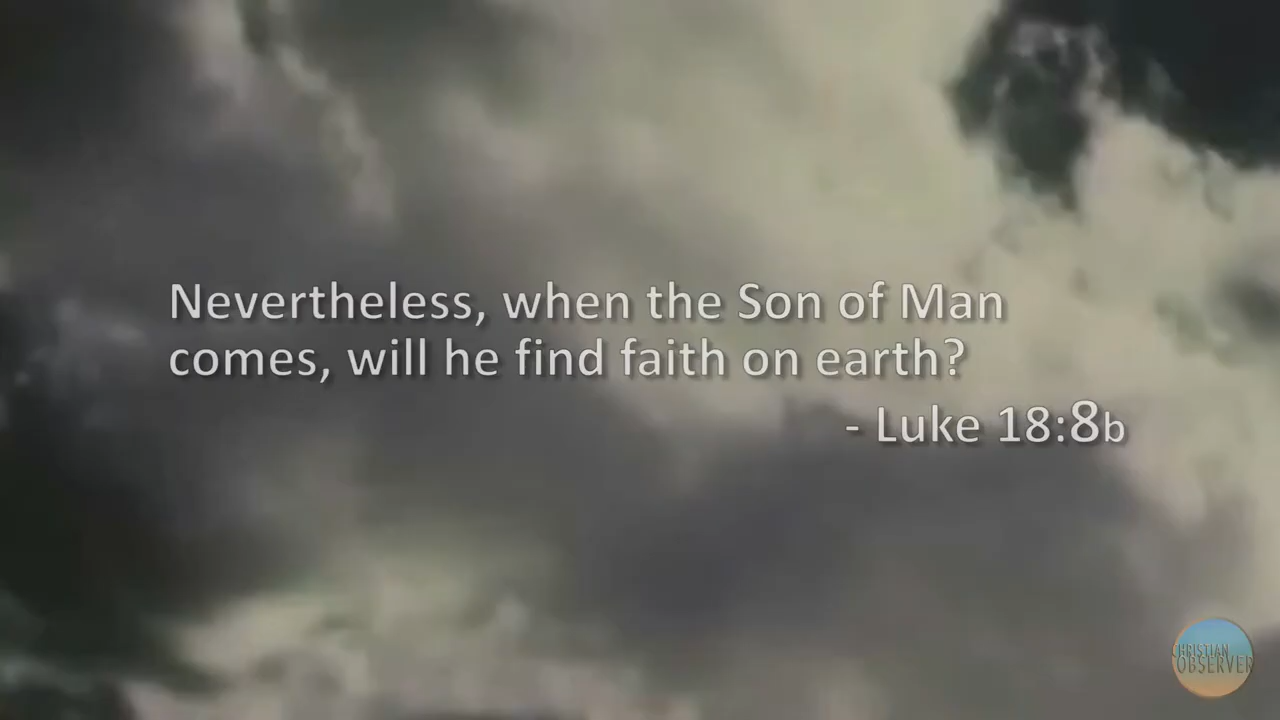 Nevertheless, when the Son of Man
comes, will he find faith on earth?
- Luke 18:8b
CHRISTIAN
OBSERVER